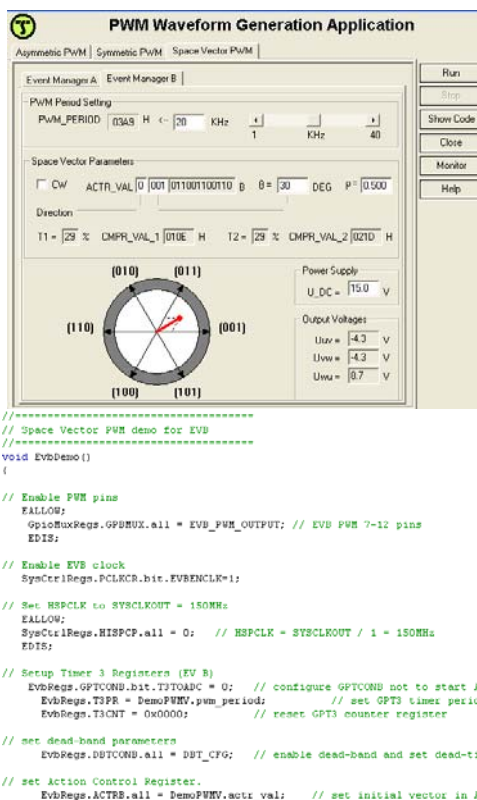 PWM Waveform Generation Application
Asymmetric PWM Symmetric PWM Space Vector PWM
Event Manager A Event Manager B
PWM Period Setting
PWM_PERIOD 03A9 H <- 20 KHz
1 KHz 40
Run
Stop
Show Code
Close
Monitor
Help
Space Vector Parameters
CW ACTR_VAL 0 001 011001100110 B θ= 30 DEG P= 0.500
Direction
T1 = 29 % CMPR_VAL_1 010E H T2 = 29 % CMPR_VAL_2 021D H
(010) (011)
(110) (001)
(100) (101)
Power Supply
U_DC = 15.0 V
Output Voltages
Uuv = -4.3 V
Uvw = -4.3 V
Uwu = 8.7 V
//=====================================
// Space Vector PWM demo for EVB
//=====================================
void EvbDemo()
{
// Enable PWM pins
EALLOW;
GpioMuxRegs.GPBMUX.all = EVB_PWM_OUTPUT; // EVB PWM 7-12 pins
EDIS;
// Enable EVB clock
SysCtrlRegs.PCLKCR.bit.EVBENCLK=1;
// Set HSPCLK to SYSCLKOUT = 150MHz
EALLOW;
SysCtrlRegs.HISPCP.all = 0; // HSPCLK = SYSCLKOUT / 1 = 150MHz
EDIS;
// Setup Timer 3 Registers (EV B)
EvbRegs.GPTCONB.bit.T3TOADC = 0; // configure GPTCONB not to start
EvbRegs.T3PR = DemoPWMV.pwm_period; // set GPT3 timer perio
EvbRegs.T3CNT = 0x0000; // reset GPT3 counter register
// set dead-band parameters
EvbRegs.DBTCONB.all = DBT_CFG; // enable dead-band and set dead-ti
// set Action Control Register.
EvbRegs.ACTRB.all = DemoPWMV.actr_val; // set initial vector in